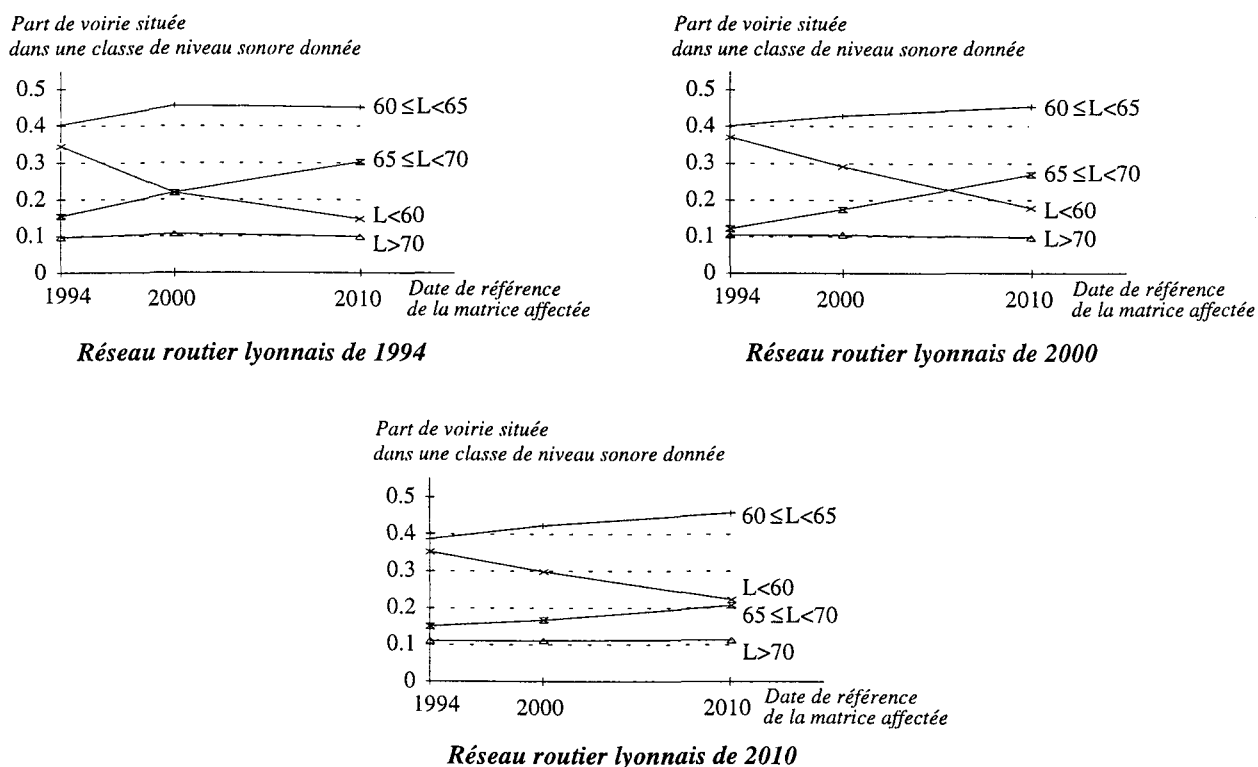 Part de voirie située
dans une classe de niveau sonore donnée
0.5
0.4
0.3
0.2
0.1
0
60≤L<65
65≤L<70
L<60
L>70
1994
2000
2010
Date de référence
de la matrice affectée
Réseau routier lyonnais de 1994
Part de voirie située
dans une classe de niveau sonore donnée
0.5
0.4
0.3
0.2
0.1
0
60≤L<65
65≤L<70
L<60
L>70
1994
2000
2010
Date de référence
de la matrice affectée
Réseau routier lyonnais de 2000
Part de voirie située
dans une classe de niveau sonore donnée
0.5
0.4
0.3
0.2
0.1
0
60≤L<65
L<60
65≤L<70
L>70
1994
2000
2010
Date de référence
de la matrice affectée
Réseau routier lyonnais de 2010